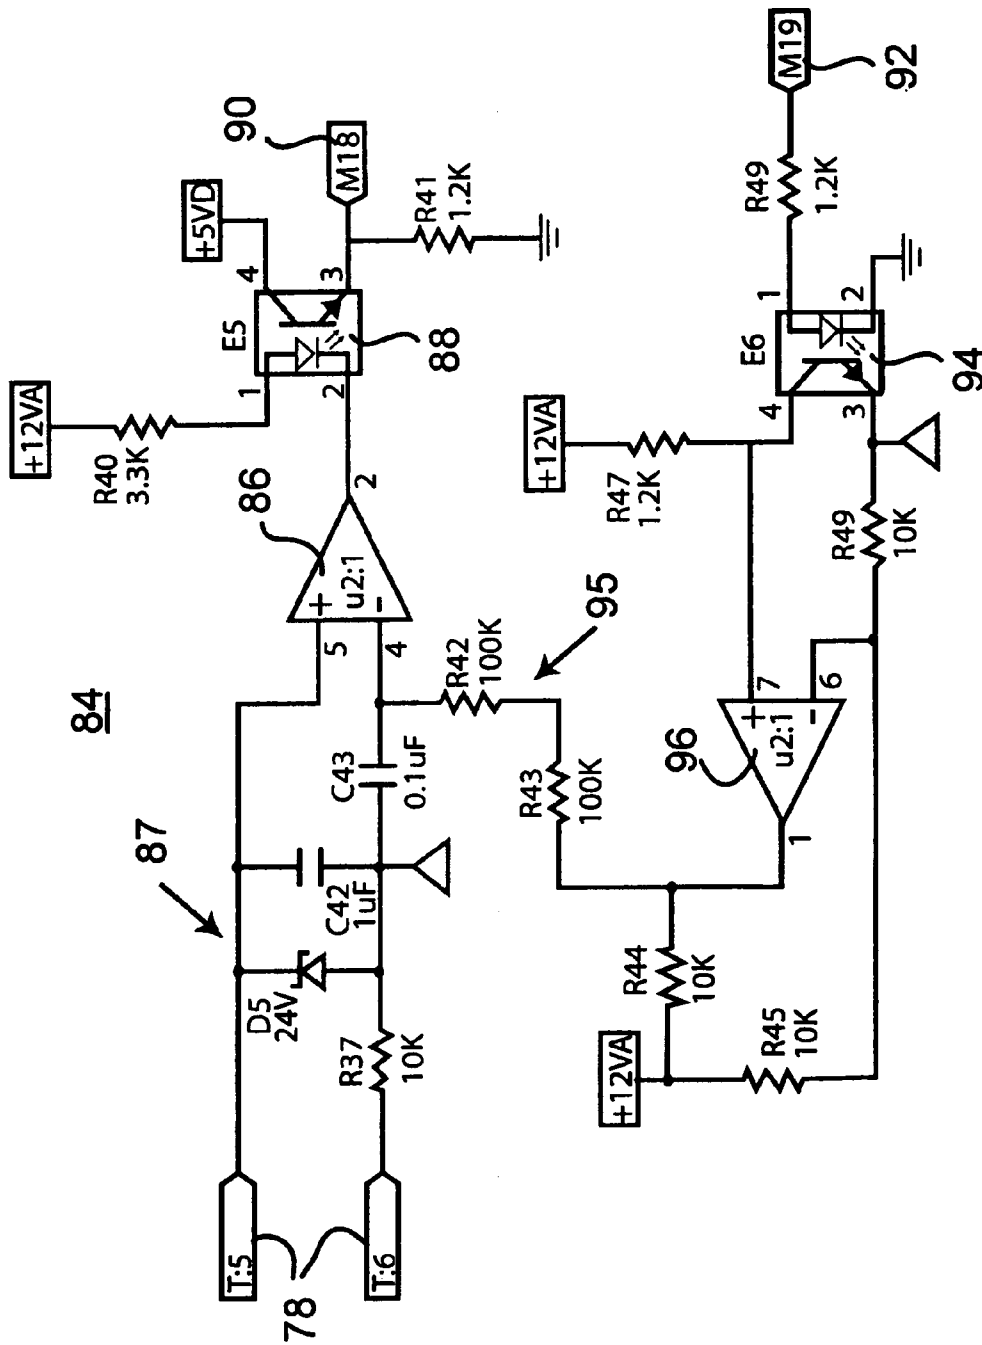 84
87
86
88
90
+12VA
R40
3.3K
+5VD
E5
1
2
4
3
M18
R41
1.2K
T:5
T:6
78
D5
24V
C42
1uF
R37
10K
C43
0.1uF
5
4
+
-
u2:1
2
R42
100K
95
R43
100K
+12VA
R44
10K
R45
10K
96
+
-
u2:1
7
6
1
+12VA
R47
1.2K
R49
10K
E6
4
3
1
2
94
R49
1.2K
M19
92